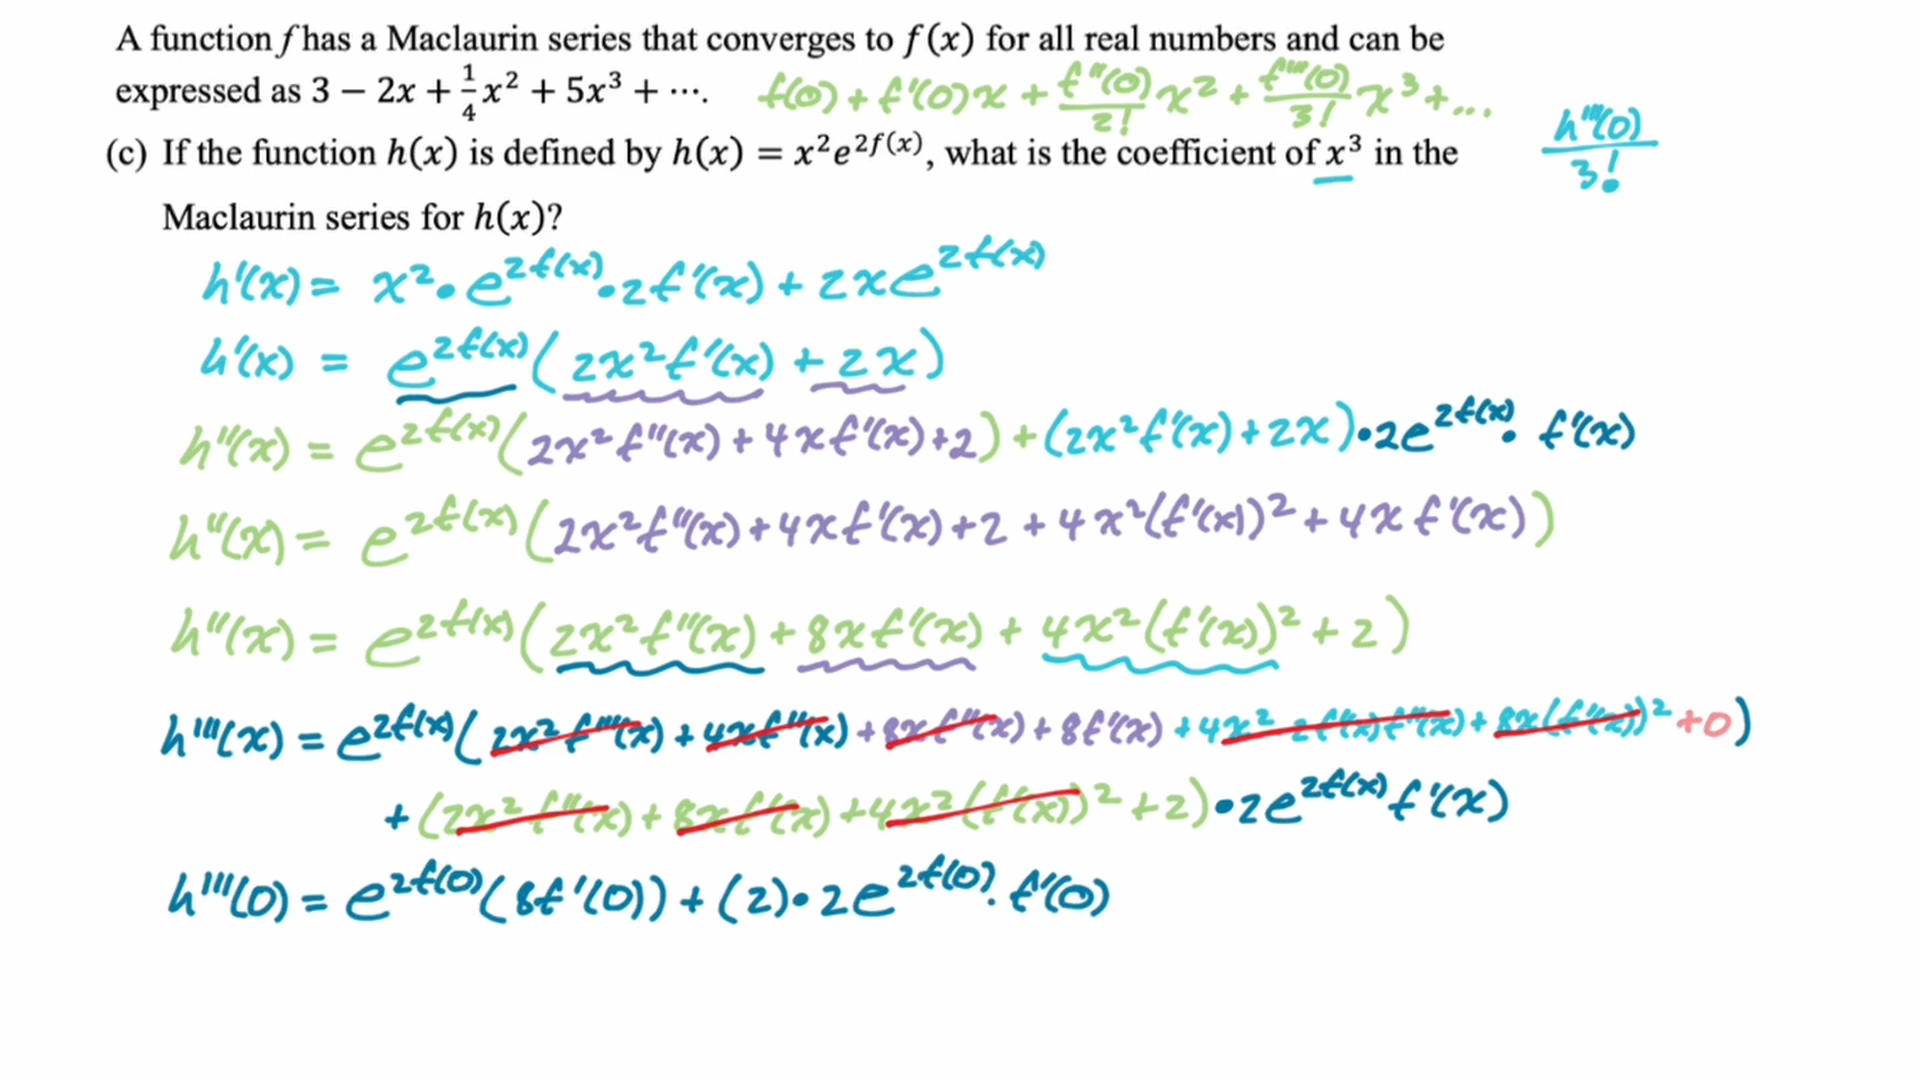 A function f has a Maclaurin series that converges to f(x) for all real numbers and can be
expressed as 3 − 2x + 1/4 x² + 5x³ + ⋯. f(0) + f'(0)x + f''(0)/2! x² + f'''(0)/3! x³ + ...
(c) If the function h(x) is defined by h(x) = x²e^(2f(x)), what is the coefficient of x³ in the h'''(0)/3!
Maclaurin series for h(x)?
h'(x) = x² • e^(2f(x)) • 2f'(x) + 2xe^(2f(x))
h'(x) = e^(2f(x)) (2x²f'(x) + 2x)
h''(x) = e^(2f(x)) (2x²f''(x) + 4xf'(x) + 2) + (2x²f'(x) + 2x) • 2e^(2f(x)) • f'(x)
h''(x) = e^(2f(x)) (2x²f''(x) + 4xf'(x) + 2 + 4x²(f'(x))² + 4xf'(x))
h''(x) = e^(2f(x)) (2x²f''(x) + 8xf'(x) + 4x²(f'(x))² + 2)
h'''(x) = e^(2f(x)) (2x²f'''(x) + 4xf''(x) + 8xf''(x) + 8f'(x) + 4x² 2f'(x)f''(x) + 8x(f'(x))² + 0)
+ (2x²f''(x) + 8xf'(x) + 4x²(f'(x))² + 2) • 2e^(2f(x)) f'(x)
h'''(0) = e^(2f(0)) (8f'(0)) + (2) • 2e^(2f(0)) • f'(0)